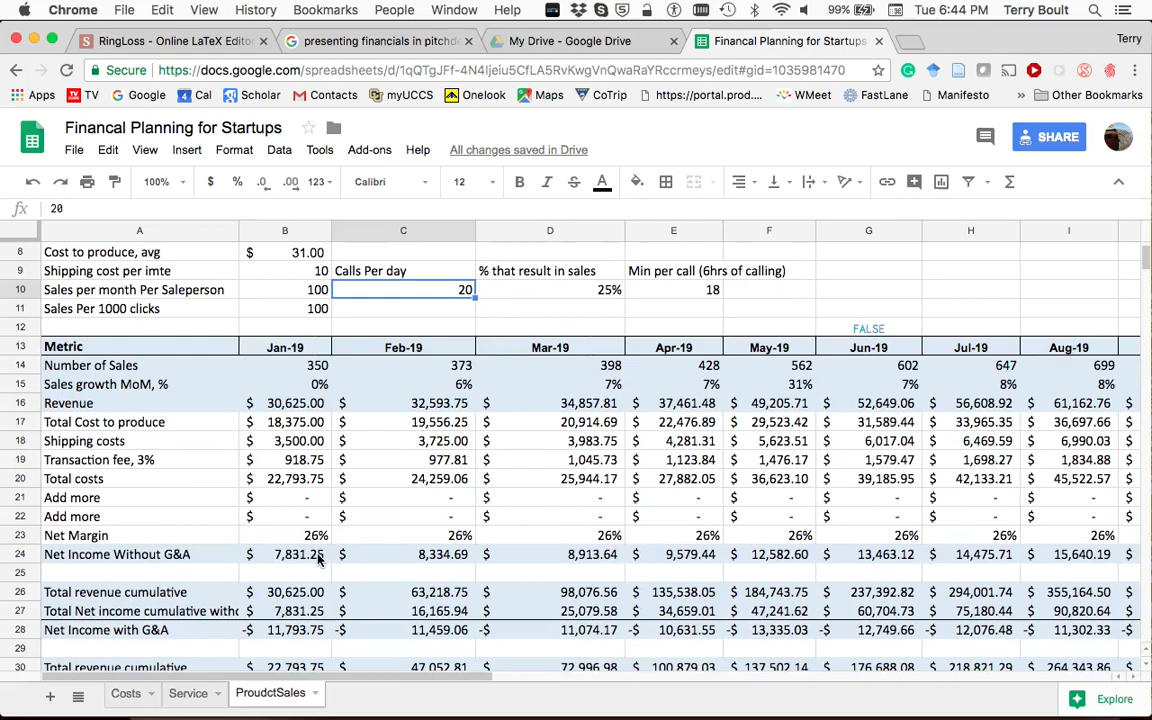 Chrome File Edit View History Bookmarks People Window Help 99% Tue 6:44 PM Terry Boult
RingLoss - Online LaTeX Editor presenting financials in pitchde My Drive - Google Drive Financal Planning for Startups Terry
Secure https://docs.google.com/spreadsheets/d/1qQTgJFf-4N4Ijeiu5CfLA5RvKwgVnQwaRaYRccrmeys/edit#gid=1035981470
Apps TV Google Cal Scholar Contacts myUCCS Onelook Maps CoTrip https://portal.prod.... WMeet FastLane Manifesto » Other Bookmarks
Financal Planning for Startups
SHARE
File Edit View Insert Format Data Tools Add-ons Help All changes saved in Drive
100% $ % .0 .00 123 Calibri 12 B I S A
fx 20
A B C D E F G H I
8 Cost to produce, avg $ 31.00
9 Shipping cost per imte 10 Calls Per day % that result in sales Min per call (6hrs of calling)
10 Sales per month Per Saleperson 100 20 25% 18
11 Sales Per 1000 clicks 100
12 FALSE
13 Metric Jan-19 Feb-19 Mar-19 Apr-19 May-19 Jun-19 Jul-19 Aug-19
14 Number of Sales 350 373 398 428 562 602 647 699
15 Sales growth MoM, % 0% 6% 7% 7% 31% 7% 8% 8%
16 Revenue $ 30,625.00 $ 32,593.75 $ 34,857.81 $ 37,461.48 $ 49,205.71 $ 52,649.06 $ 56,608.92 $ 61,162.76 $
17 Total Cost to produce $ 18,375.00 $ 19,556.25 $ 20,914.69 $ 22,476.89 $ 29,523.42 $ 31,589.44 $ 33,965.35 $ 36,697.66 $
18 Shipping costs $ 3,500.00 $ 3,725.00 $ 3,983.75 $ 4,281.31 $ 5,623.51 $ 6,017.04 $ 6,469.59 $ 6,990.03 $
19 Transaction fee, 3% $ 918.75 $ 977.81 $ 1,045.73 $ 1,123.84 $ 1,476.17 $ 1,579.47 $ 1,698.27 $ 1,834.88 $
20 Total costs $ 22,793.75 $ 24,259.06 $ 25,944.17 $ 27,882.05 $ 36,623.10 $ 39,185.95 $ 42,133.21 $ 45,522.57 $
21 Add more $ - $ - $ - $ - $ - $ - $ - $ - $
22 Add more $ - $ - $ - $ - $ - $ - $ - $ - $
23 Net Margin 26% 26% 26% 26% 26% 26% 26% 26%
24 Net Income Without G&A $ 7,831.25 $ 8,334.69 $ 8,913.64 $ 9,579.44 $ 12,582.60 $ 13,463.12 $ 14,475.71 $ 15,640.19 $
25
26 Total revenue cumulative $ 30,625.00 $ 63,218.75 $ 98,076.56 $ 135,538.05 $ 184,743.75 $ 237,392.82 $ 294,001.74 $ 355,164.50 $
27 Total Net income cumulative witho $ 7,831.25 $ 16,165.94 $ 25,079.58 $ 34,659.01 $ 47,241.62 $ 60,704.73 $ 75,180.44 $ 90,820.64 $
28 Net Income with G&A -$ 11,793.75 -$ 11,459.06 -$ 11,074.17 -$ 10,631.55 -$ 13,335.03 -$ 12,749.66 -$ 12,076.48 -$ 11,302.33 -$
29
30 Total revenue cumulative $ 22,793.75 $ 47,052.81 $ 72,996.98 $ 100,879.03 $ 137,502.14 $ 176,688.08 $ 218,821.29 $ 264,343.86 $
+ Costs Service ProudctSales Explore